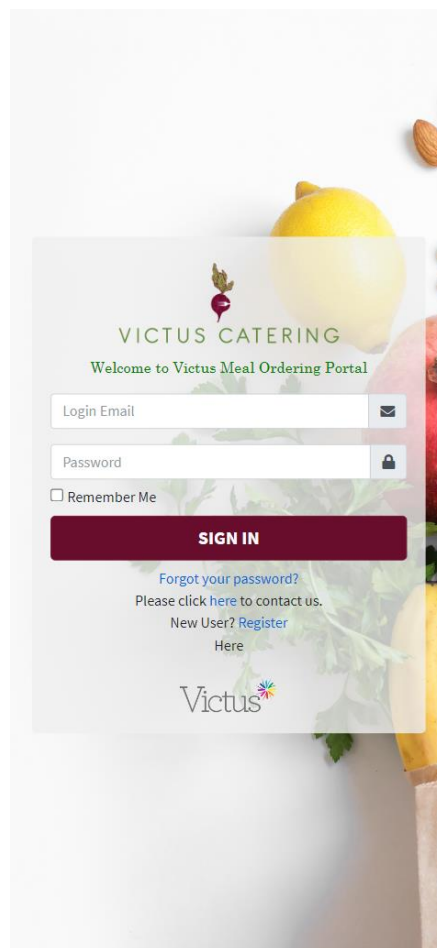 VICTUS CATERING
Welcome to Victus Meal Ordering Portal
Login Email
Password
Remember Me
SIGN IN
Forgot your password?
Please click here to contact us.
New User? Register
Here
Victus